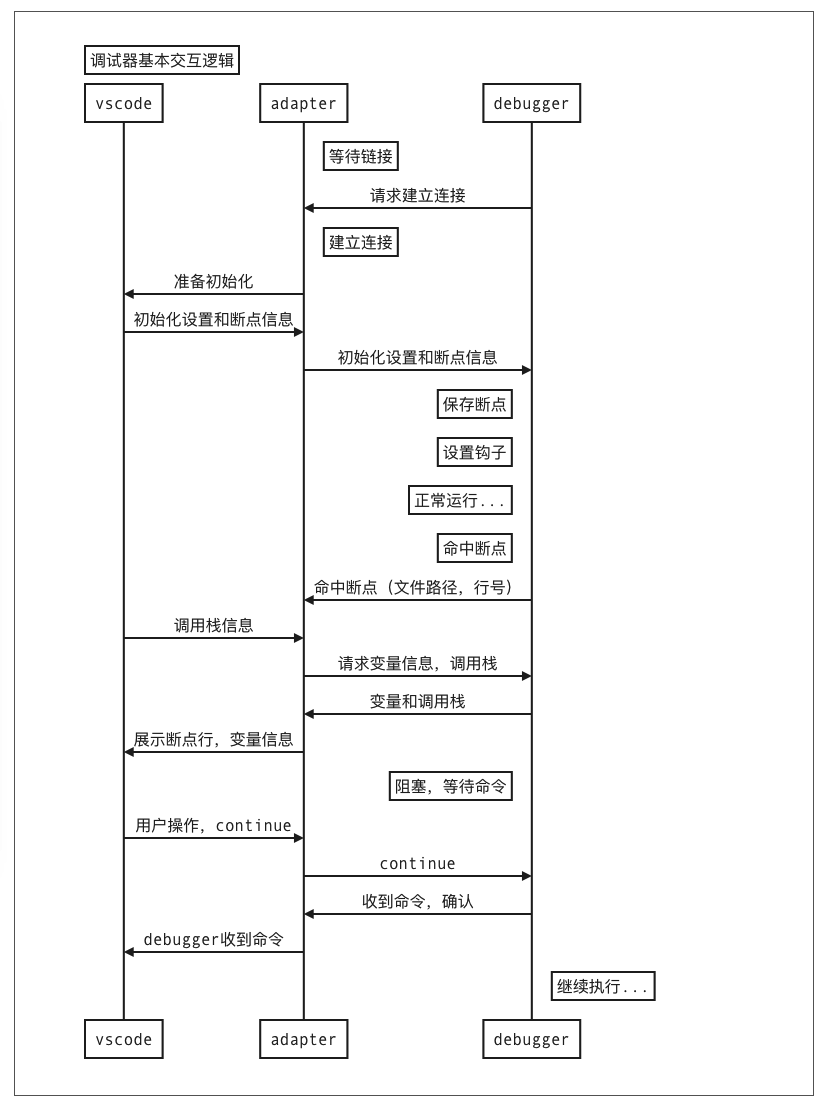 调试器基本交互逻辑
vscode adapter debugger
等待链接
请求建立连接
建立连接
准备初始化
初始化设置和断点信息
初始化设置和断点信息
保存断点
设置钩子
正常运行...
命中断点
命中断点（文件路径，行号）
调用栈信息
请求变量信息，调用栈
变量和调用栈
展示断点行，变量信息
阻塞，等待命令
用户操作，continue
continue
收到命令，确认
debugger收到命令
继续执行...
vscode adapter debugger